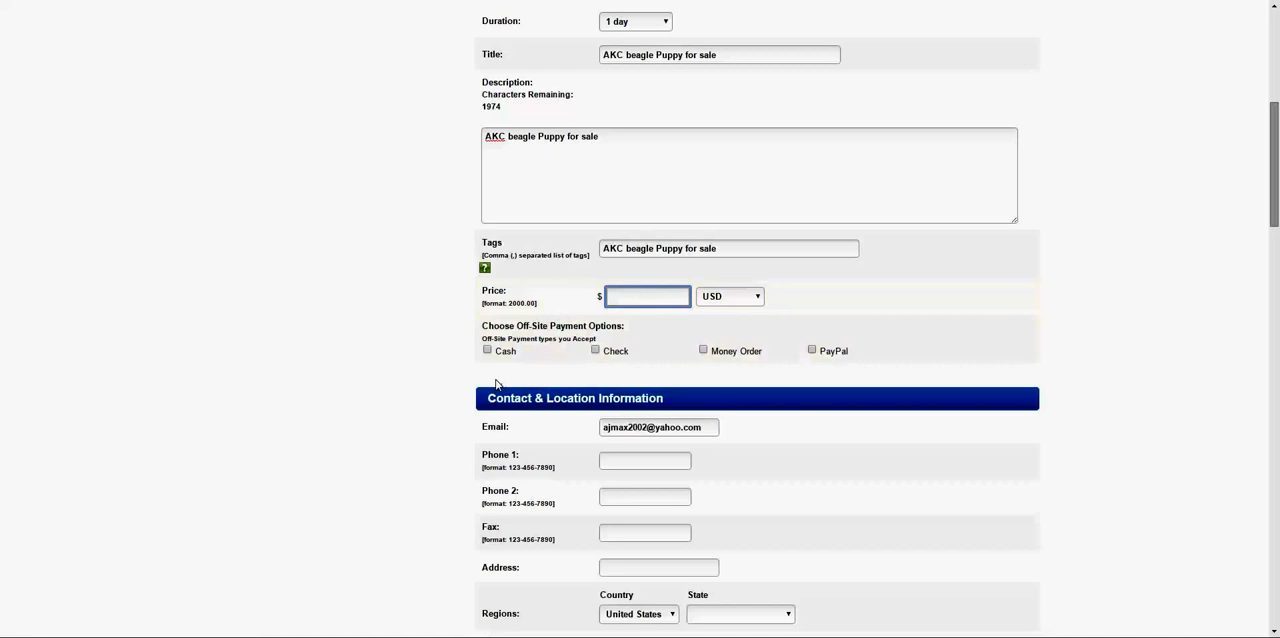 Duration: 1 day
Title: AKC beagle Puppy for sale
Description:
Characters Remaining:
1974
AKC beagle Puppy for sale
Tags AKC beagle Puppy for sale
[Comma (,) separated list of tags]
?
Price: $ USD
[format: 2000.00]
Choose Off-Site Payment Options:
Off-Site Payment types you Accept
Cash Check Money Order PayPal
Contact & Location Information
Email: ajmax2002@yahoo.com
Phone 1:
[format: 123-456-7890]
Phone 2:
[format: 123-456-7890]
Fax:
[format: 123-456-7890]
Address:
Country State
Regions: United States